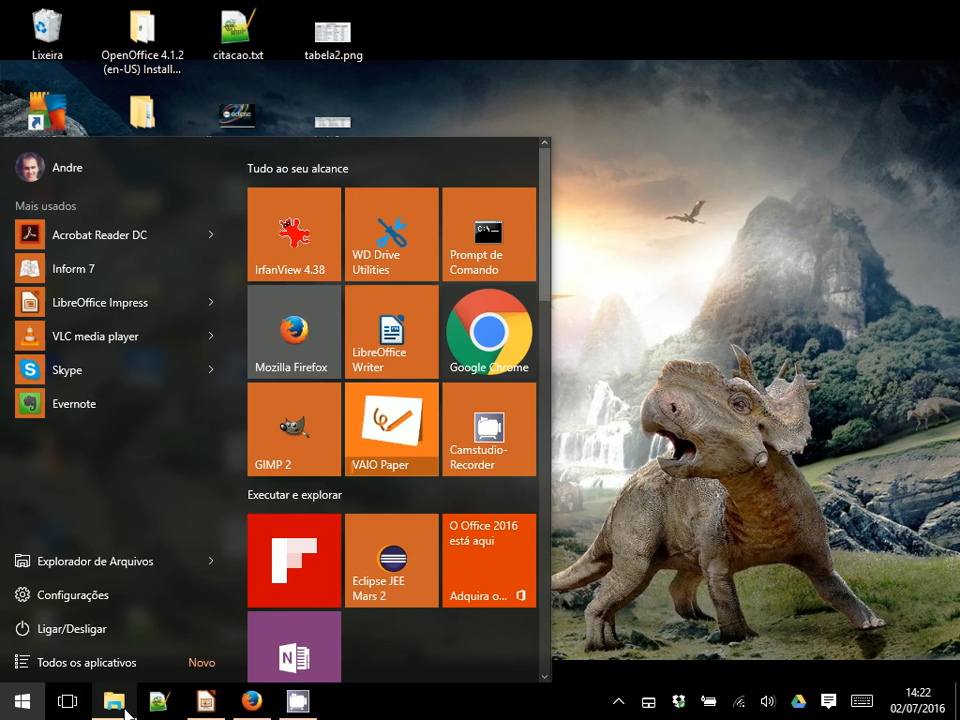 Lixeira
OpenOffice 4.1.2
(en-US) Install...
citacao.txt
tabela2.png
Andre
Mais usados
Acrobat Reader DC
Inform 7
LibreOffice Impress
VLC media player
Skype
Evernote
Explorador de Arquivos
Configurações
Ligar/Desligar
Todos os aplicativos
Novo
Tudo ao seu alcance
IrfanView 4.38
WD Drive
Utilities
Prompt de
Comando
Mozilla Firefox
LibreOffice
Writer
Google Chrome
GIMP 2
VAIO Paper
Camstudio-
Recorder
Executar e explorar
Eclipse JEE
Mars 2
O Office 2016
está aqui
Adquira o...
14:22
02/07/2016